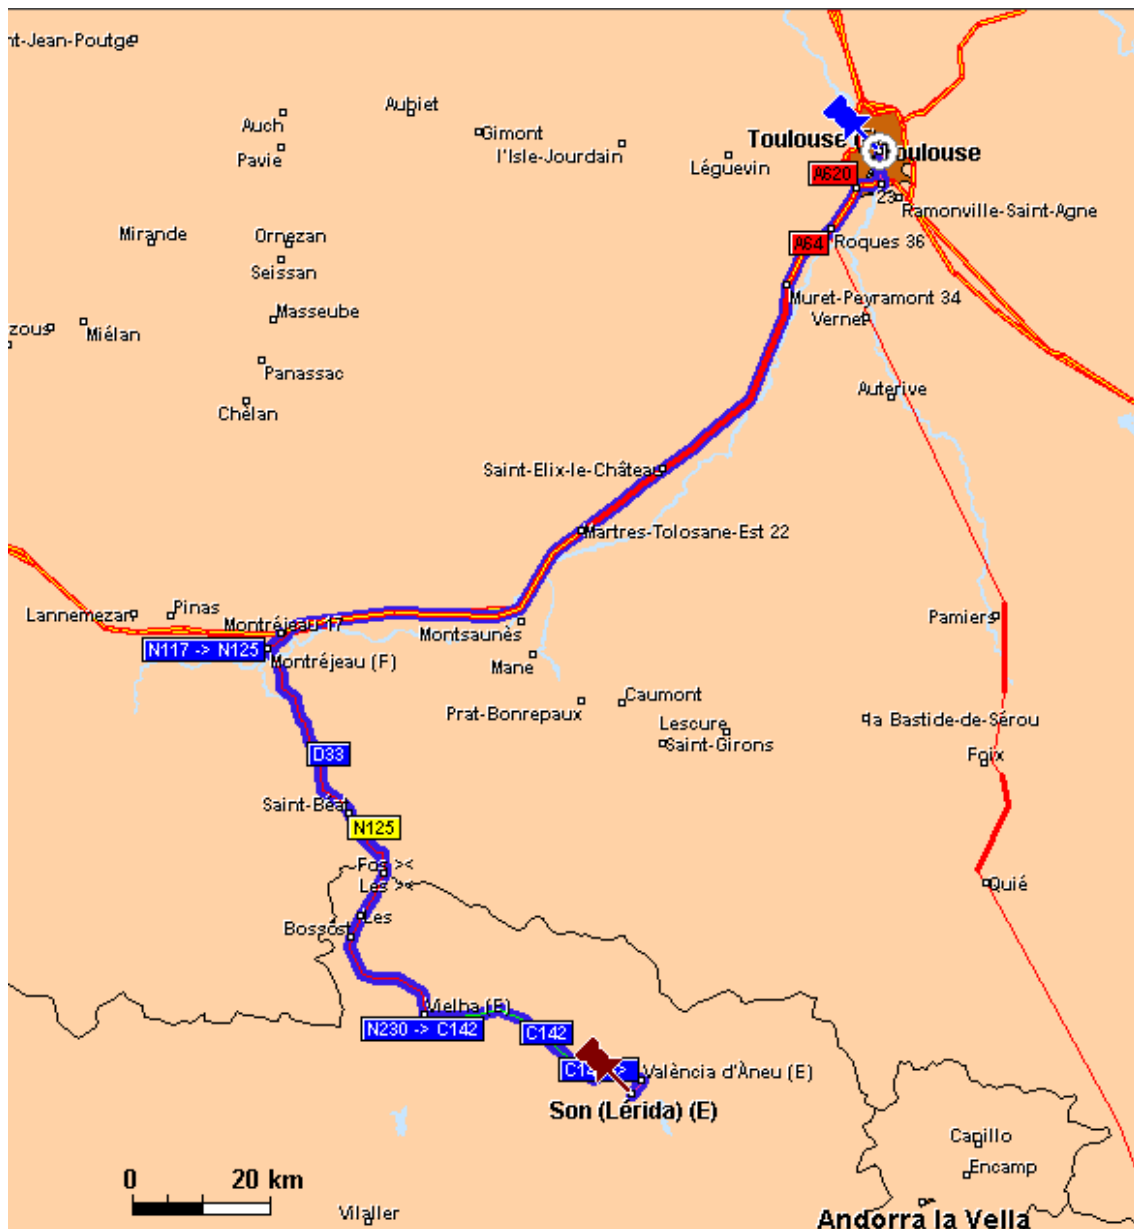 nt-Jean-Poutge
Aubiet
Auch
Gimont
Pavie
l'Isle-Jourdain
Toulouse
Toulouse
Léguevin
A620
23
Ramonville-Saint-Agne
Mirande
Ornezan
A64
Roques 36
Seissan
Muret-Peyramont 34
Masseube
Vernet
zous
Miélan
Panassac
Auterive
Chélan
Saint-Elix-le-Château
Martres-Tolosane-Est 22
Lannemezan
Pinas
Montréjeau 17
Montsaunès
Pamiers
N117 -> N125
Montréjeau (F)
Mane
Caumont
Prat-Bonrepaux
Lescure
la Bastide-de-Sérou
Saint-Girons
D33
Foix
Saint-Béat
N125
Fos ><
Les ><
Quié
Les
Bossòst
Vielha (E)
N230 -> C142
C142
València d'Àneu (E)
Son (Lérida) (E)
Canillo
Encamp
0 20 km
Vilaller
Andorra la Vella